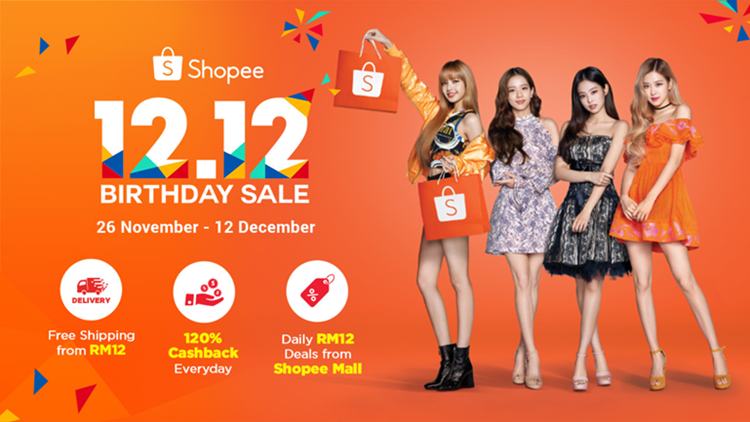 Shopee
12.12
BIRTHDAY SALE
26 November - 12 December
DELIVERY
Free Shipping
from RM12
120%
Cashback
Everyday
%
Daily RM12
Deals from
Shopee Mall
S
S